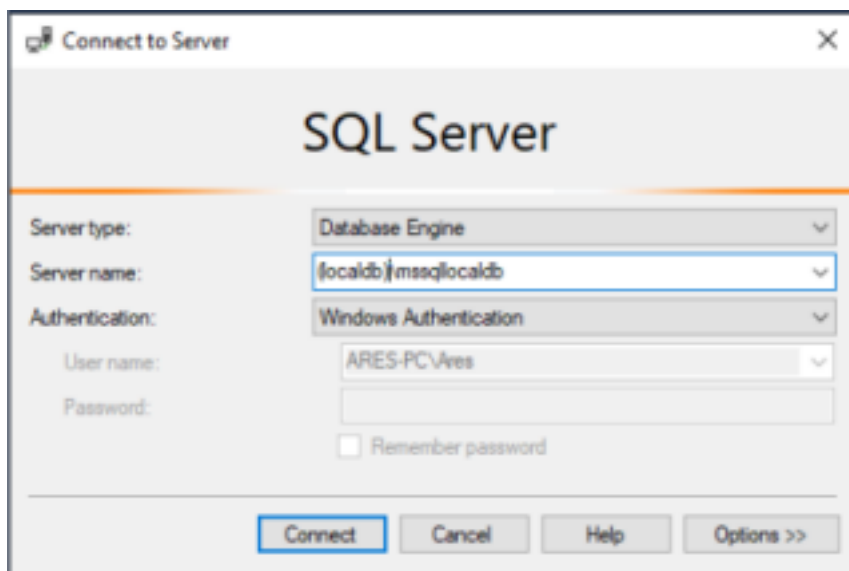 Connect to Server
SQL Server
Server type: Database Engine
Server name: (localdb)\mssqllocaldb
Authentication: Windows Authentication
User name: ARES-PC\Ares
Password:
Remember password
Connect Cancel Help Options >>